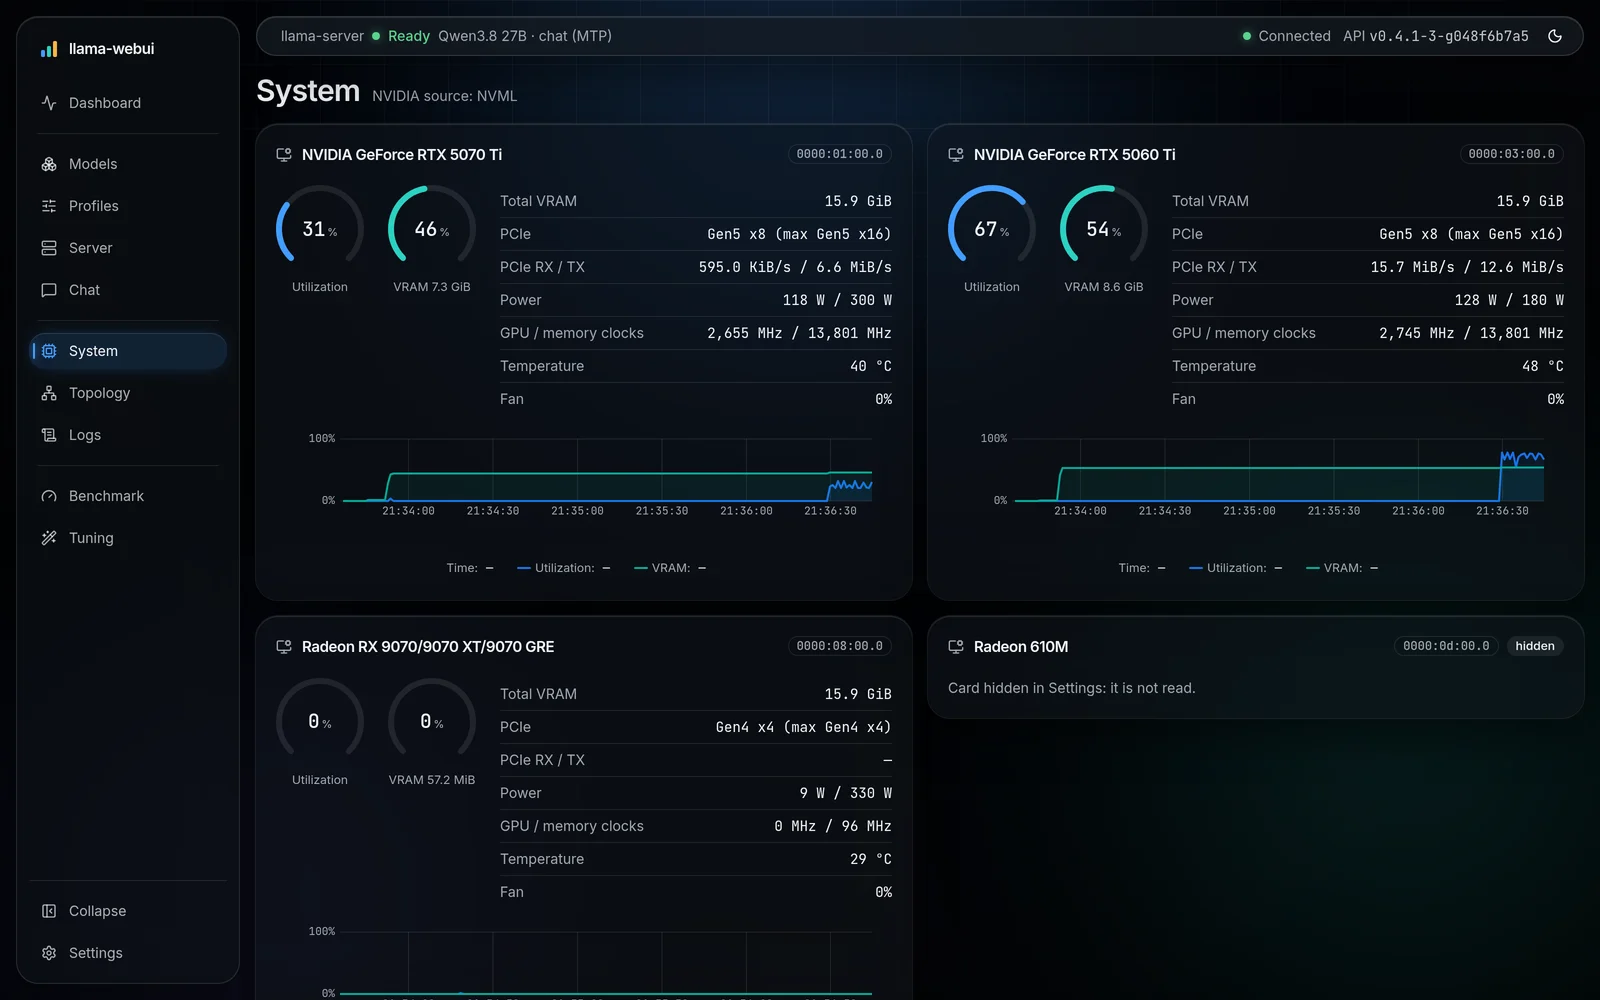 llama-webui
Dashboard
Models
Profiles
Server
Chat
System
Topology
Logs
Benchmark
Tuning
Collapse
Settings
llama-server Ready Qwen3.8 27B · chat (MTP)
Connected API v0.4.1-3-g048f6b7a5
System NVIDIA source: NVML
NVIDIA GeForce RTX 5070 Ti 0000:01:00.0
31%
Utilization
46%
VRAM 7.3 GiB
Total VRAM 15.9 GiB
PCIe Gen5 x8 (max Gen5 x16)
PCIe RX / TX 595.0 KiB/s / 6.6 MiB/s
Power 118 W / 300 W
GPU / memory clocks 2,655 MHz / 13,801 MHz
Temperature 40 °C
Fan 0%
100%
0%
21:34:00 21:34:30 21:35:00 21:35:30 21:36:00 21:36:30
Time: – Utilization: – VRAM: –
NVIDIA GeForce RTX 5060 Ti 0000:03:00.0
67%
Utilization
54%
VRAM 8.6 GiB
Total VRAM 15.9 GiB
PCIe Gen5 x8 (max Gen5 x16)
PCIe RX / TX 15.7 MiB/s / 12.6 MiB/s
Power 128 W / 180 W
GPU / memory clocks 2,745 MHz / 13,801 MHz
Temperature 48 °C
Fan 0%
100%
0%
21:34:00 21:34:30 21:35:00 21:35:30 21:36:00 21:36:30
Time: – Utilization: – VRAM: –
Radeon RX 9070/9070 XT/9070 GRE 0000:08:00.0
0%
Utilization
0%
VRAM 57.2 MiB
Total VRAM 15.9 GiB
PCIe Gen4 x4 (max Gen4 x4)
PCIe RX / TX –
Power 9 W / 330 W
GPU / memory clocks 0 MHz / 96 MHz
Temperature 29 °C
Fan 0%
100%
0%
Radeon 610M 0000:0d:00.0 hidden
Card hidden in Settings: it is not read.